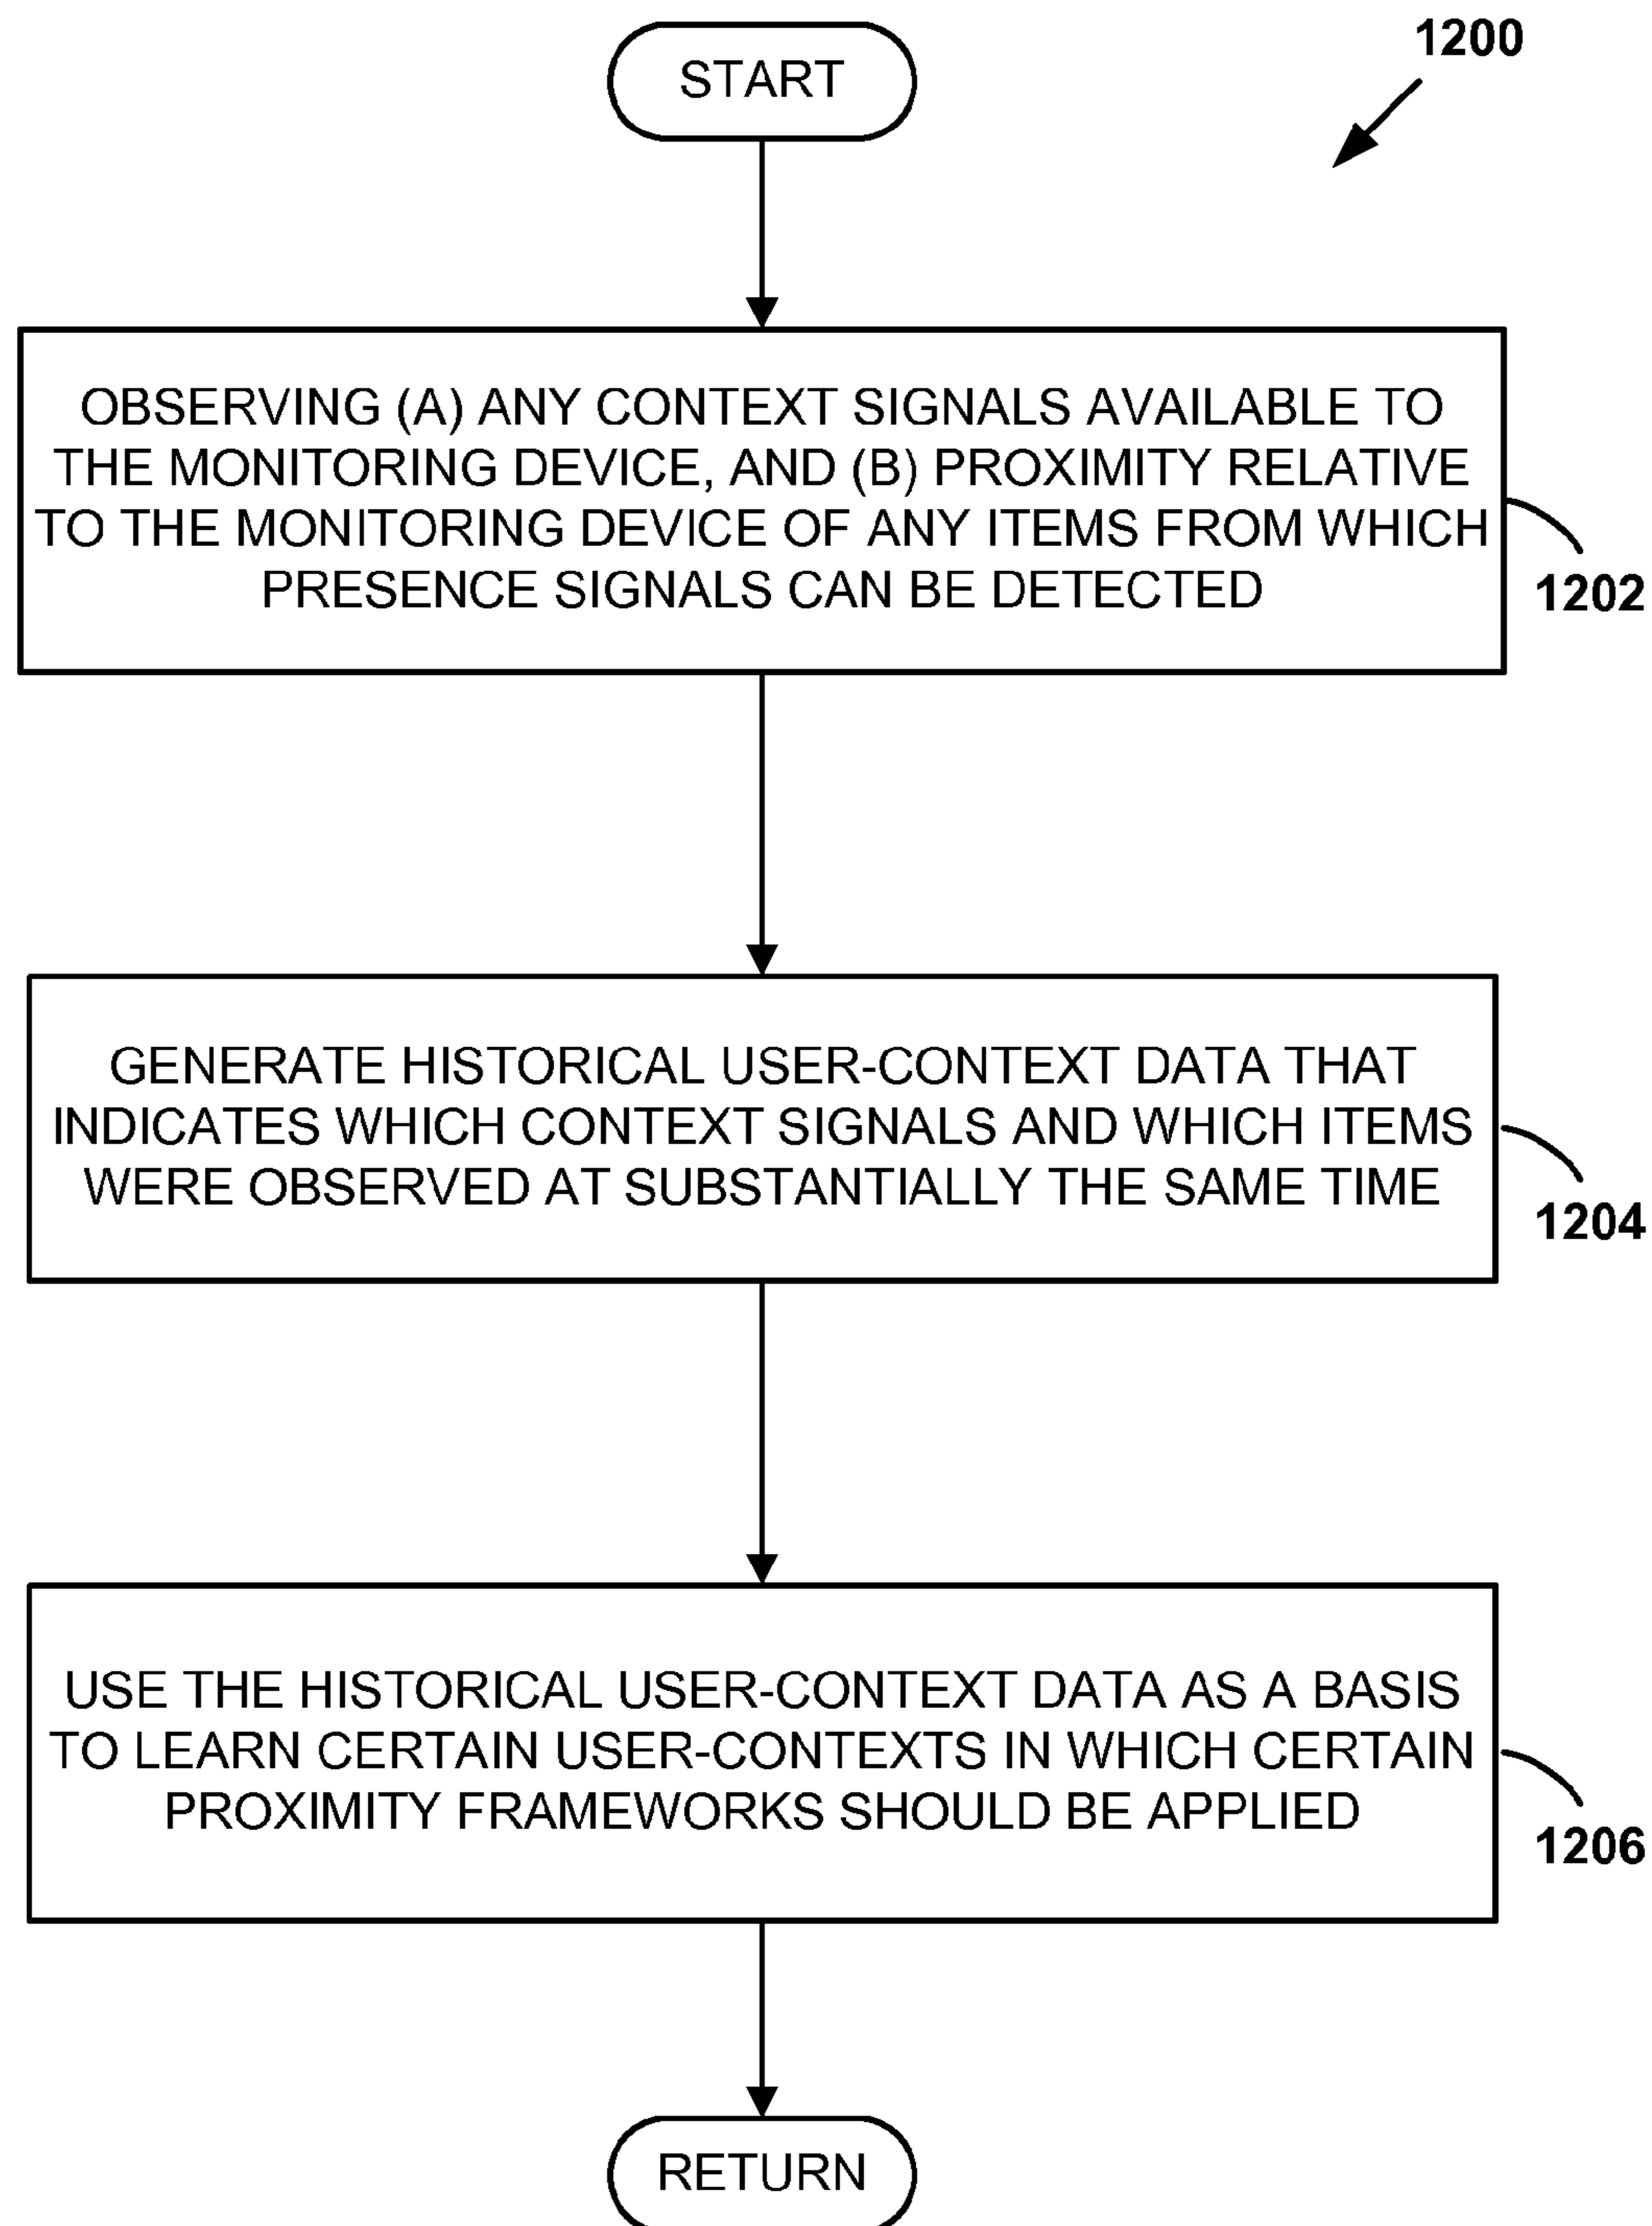 1200
START
OBSERVING (A) ANY CONTEXT SIGNALS AVAILABLE TO
THE MONITORING DEVICE, AND (B) PROXIMITY RELATIVE
TO THE MONITORING DEVICE OF ANY ITEMS FROM WHICH
PRESENCE SIGNALS CAN BE DETECTED
1202
GENERATE HISTORICAL USER-CONTEXT DATA THAT
INDICATES WHICH CONTEXT SIGNALS AND WHICH ITEMS
WERE OBSERVED AT SUBSTANTIALLY THE SAME TIME
1204
USE THE HISTORICAL USER-CONTEXT DATA AS A BASIS
TO LEARN CERTAIN USER-CONTEXTS IN WHICH CERTAIN
PROXIMITY FRAMEWORKS SHOULD BE APPLIED
1206
RETURN